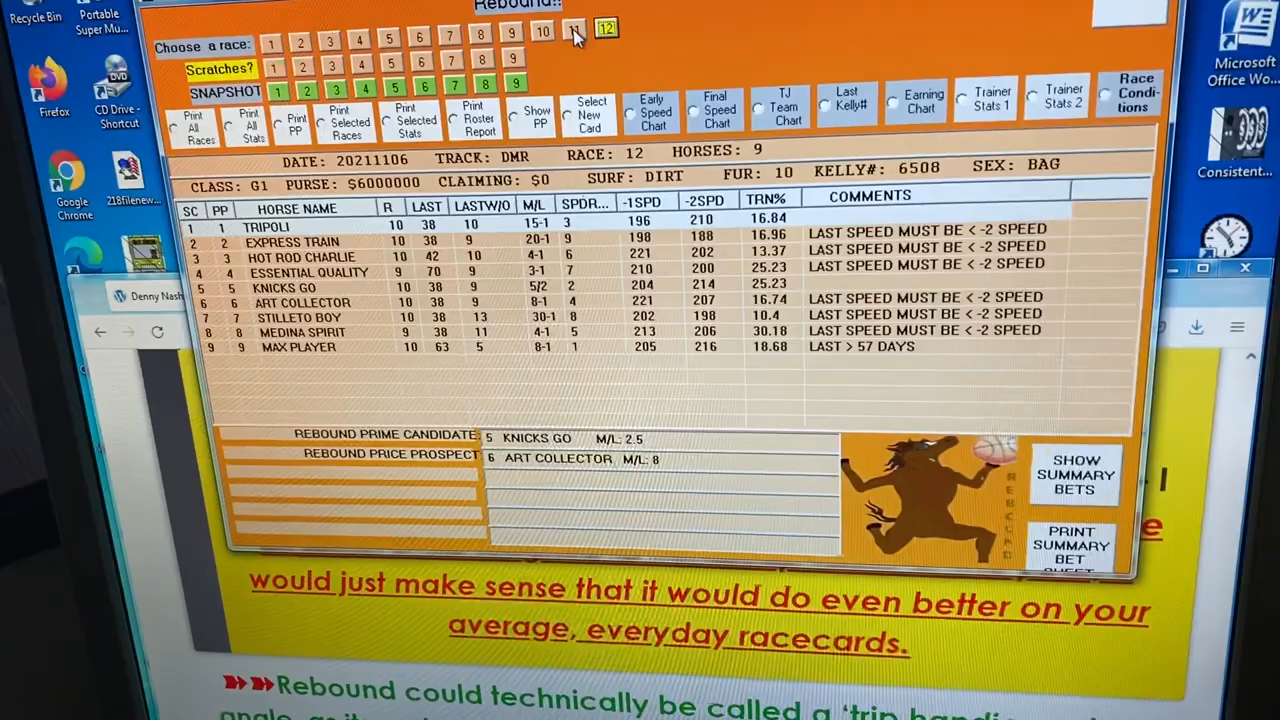 Recycle Bin
Portable
Super Mu...
Firefox
CD Drive -
Shortcut
Google
Chrome
218filenew...
Microsoft
Office Wo...
Consistent...
Rebound!!
Choose a race: 1 2 3 4 5 6 7 8 9 10 11 12
Scratches? 1 2 3 4 5 6 7 8 9
SNAPSHOT 1 2 3 4 5 6 7 8 9
Print All Races
Print All Stats
Print PP
Print Selected Races
Print Selected Stats
Print Roster Report
Show PP
Select New Card
Early Speed Chart
Final Speed Chart
TJ Team Chart
Last Kelly#
Earning Chart
Trainer Stats 1
Trainer Stats 2
Race Condi- tions
DATE: 20211106 TRACK: DMR RACE: 12 HORSES: 9
CLASS: G1 PURSE: $6000000 CLAIMING: $0 SURF: DIRT FUR: 10 KELLY#: 6508 SEX: BAG
SC PP HORSE NAME R LAST LASTW/O M/L SPDR... -1SPD -2SPD TRN% COMMENTS
1 1 TRIPOLI 10 38 10 15-1 3 196 210 16.84
2 2 EXPRESS TRAIN 10 38 9 20-1 9 198 188 16.96 LAST SPEED MUST BE < -2 SPEED
3 3 HOT ROD CHARLIE 10 42 10 4-1 6 221 202 13.37 LAST SPEED MUST BE < -2 SPEED
4 4 ESSENTIAL QUALITY 9 70 9 3-1 7 210 200 25.23 LAST SPEED MUST BE < -2 SPEED
5 5 KNICKS GO 10 38 9 5/2 2 204 214 25.23
6 6 ART COLLECTOR 10 38 9 8-1 4 221 207 16.74 LAST SPEED MUST BE < -2 SPEED
7 7 STILLETO BOY 10 38 13 30-1 8 202 198 10.4 LAST SPEED MUST BE < -2 SPEED
8 8 MEDINA SPIRIT 9 38 11 4-1 5 213 206 30.18 LAST SPEED MUST BE < -2 SPEED
9 9 MAX PLAYER 10 63 5 8-1 1 205 216 18.68 LAST > 57 DAYS
REBOUND PRIME CANDIDATE: 5 KNICKS GO M/L: 2.5
REBOUND PRICE PROSPECT 6 ART COLLECTOR M/L: 8
REBOUND
SHOW
SUMMARY
BETS
PRINT
SUMMARY
BET
SHEET
Denny Nash
would just make sense that it would do even better on your
average, everyday racecards.
Rebound could technically be called a 'trip